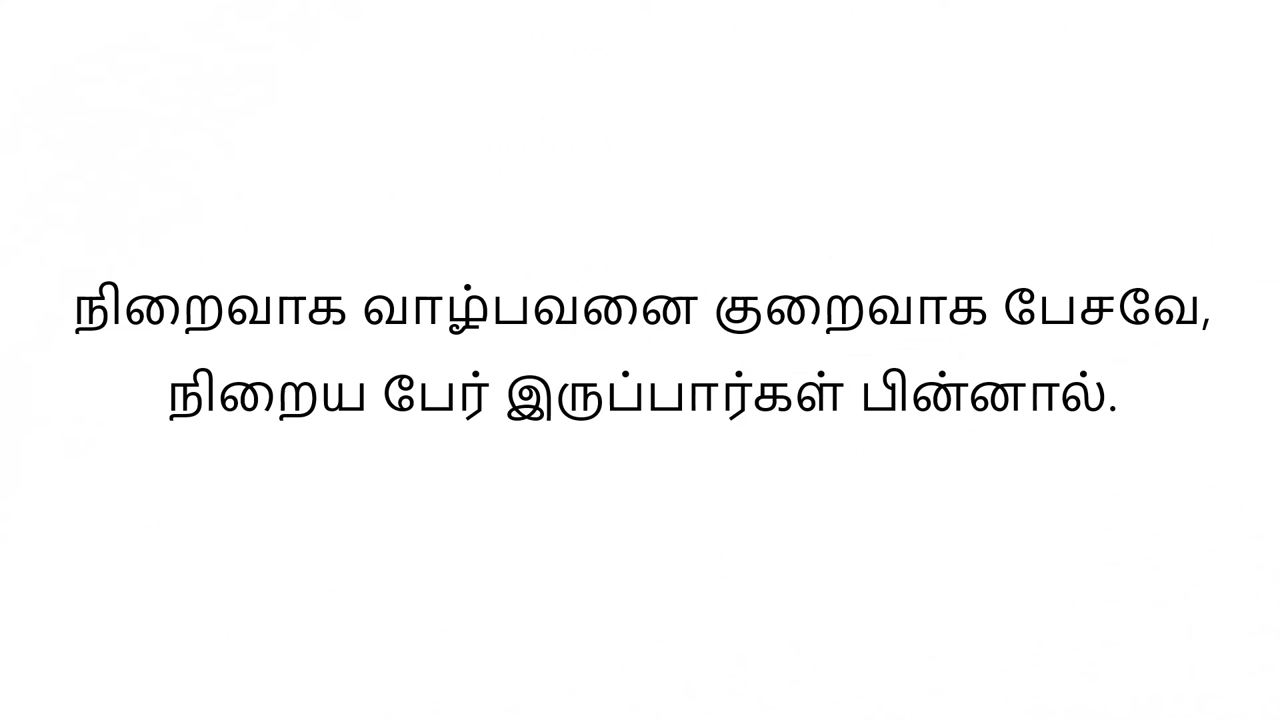 நிறைவாக வாழ்பவனை குறைவாக பேசவே,
நிறைய பேர் இருப்பார்கள் பின்னால்.